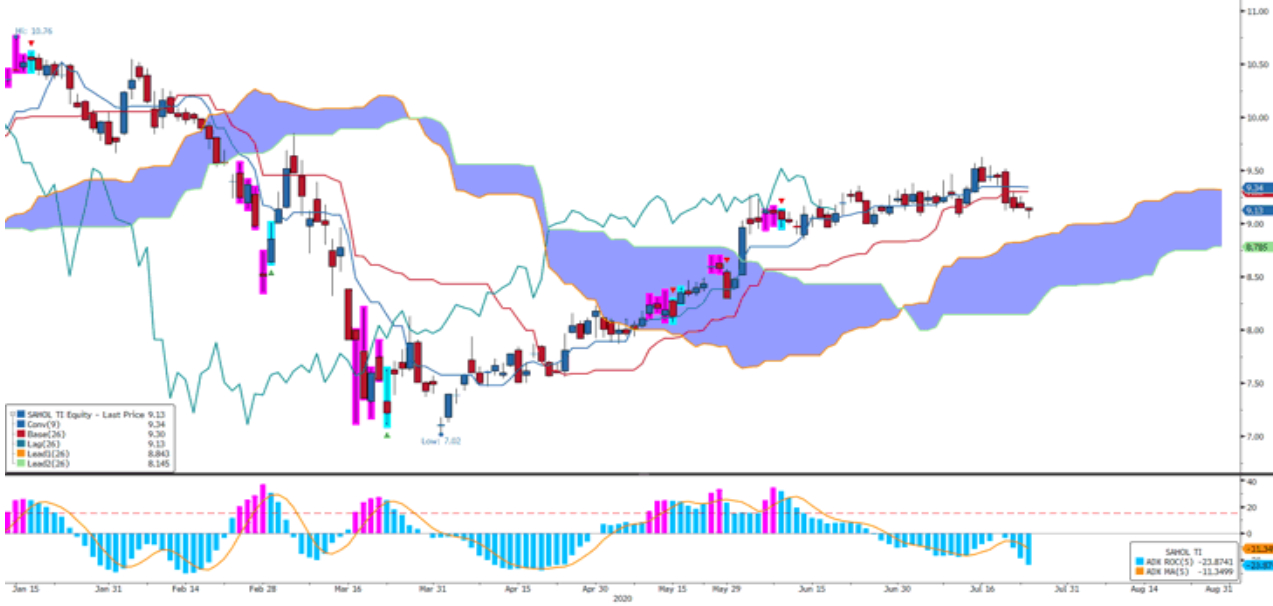 11.00
Hi: 10.76
10.50
10.00
9.50
9.34
9.13
9.00
8.785
8.50
8.00
7.50
7.00
Low: 7.02
SAHOL TI Equity - Last Price 9.13
Conv(9) 9.34
Base(26) 9.30
Lag(26) 9.13
Lead1(26) 8.843
Lead2(26) 8.145
40
20
0
-11.349
-23.87
SAHOL TI
ADX ROC(5) -23.8741
ADX MA(5) -11.3499
Jan 15 Jan 31 Feb 14 Feb 28 Mar 16 Mar 31 Apr 15 Apr 30 May 15 May 29 Jun 15 Jun 30 Jul 16 Jul 31 Aug 14 Aug 31
2020